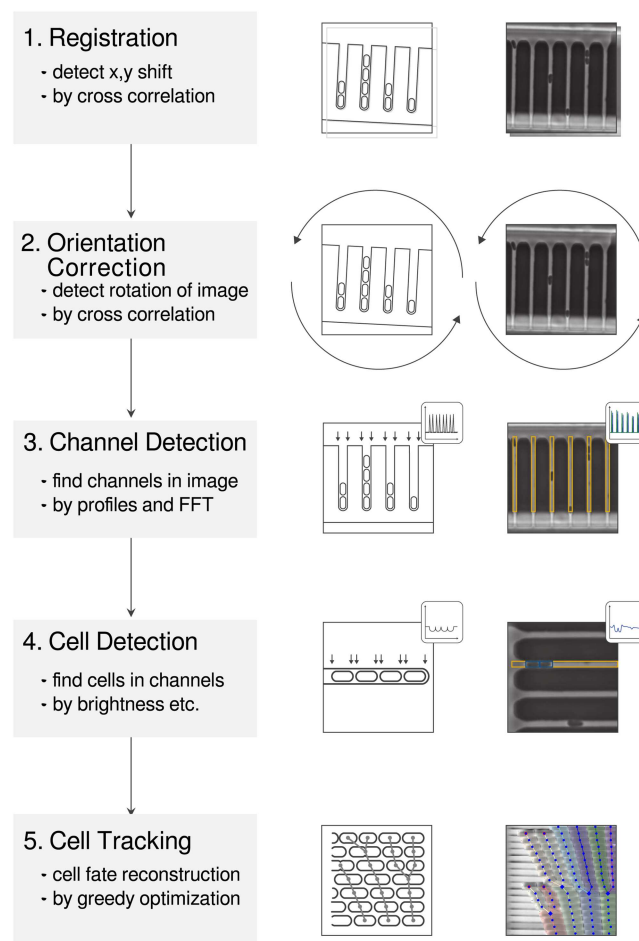 1. Registration
- detect x,y shift
- by cross correlation
2. Orientation
Correction
- detect rotation of image
- by cross correlation
3. Channel Detection
- find channels in image
- by profiles and FFT
4. Cell Detection
- find cells in channels
- by brightness etc.
5. Cell Tracking
- cell fate reconstruction
- by greedy optimization